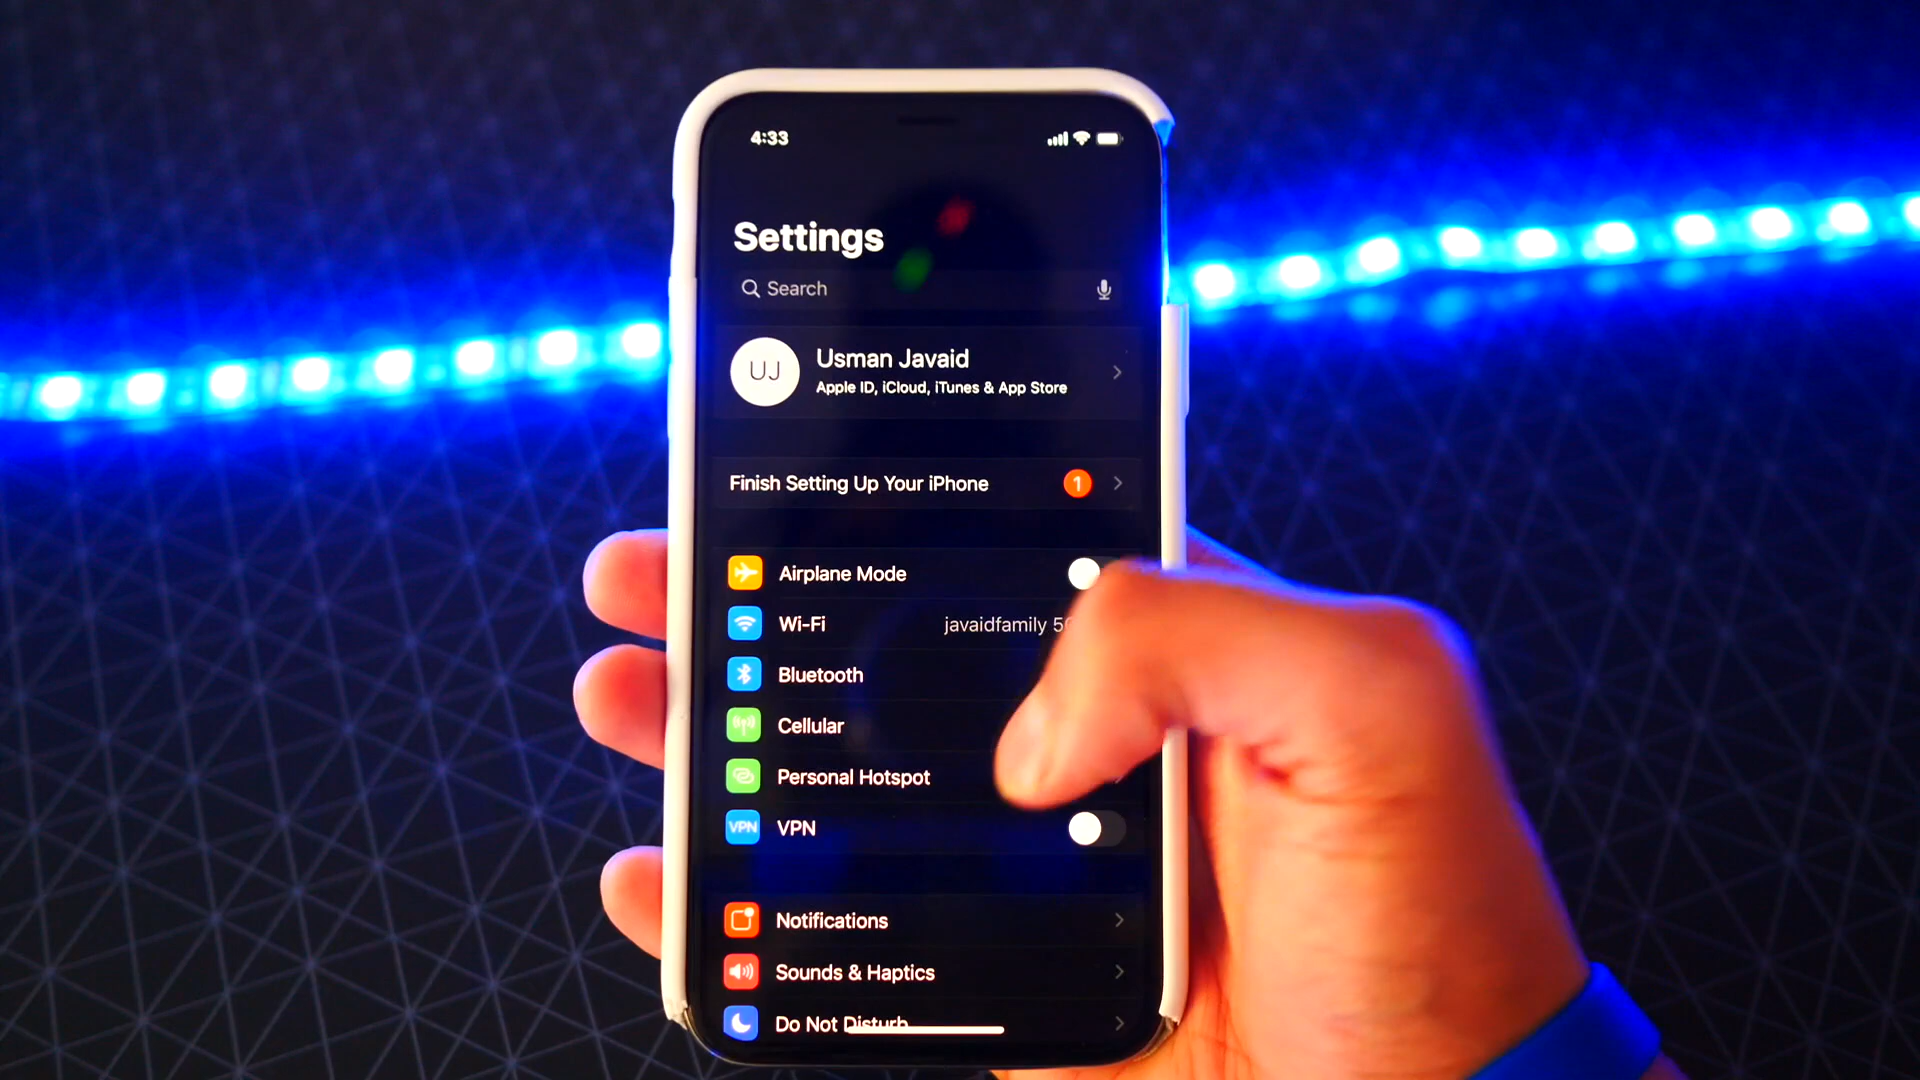 4:33
Settings
Search
UJ
Usman Javaid
Apple ID, iCloud, iTunes & App Store
Finish Setting Up Your iPhone
1
Airplane Mode
Wi-Fi
javaidfamily
Bluetooth
Cellular
Personal Hotspot
VPN VPN
Notifications
Sounds & Haptics
Do Not Disturb